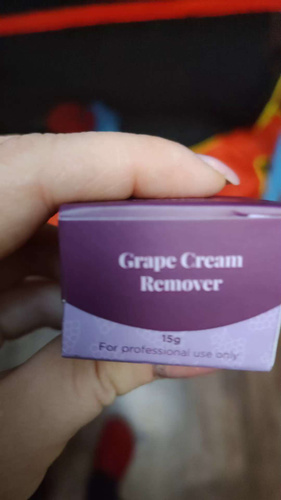 Grape Cream
Remover
15g
For professional use only